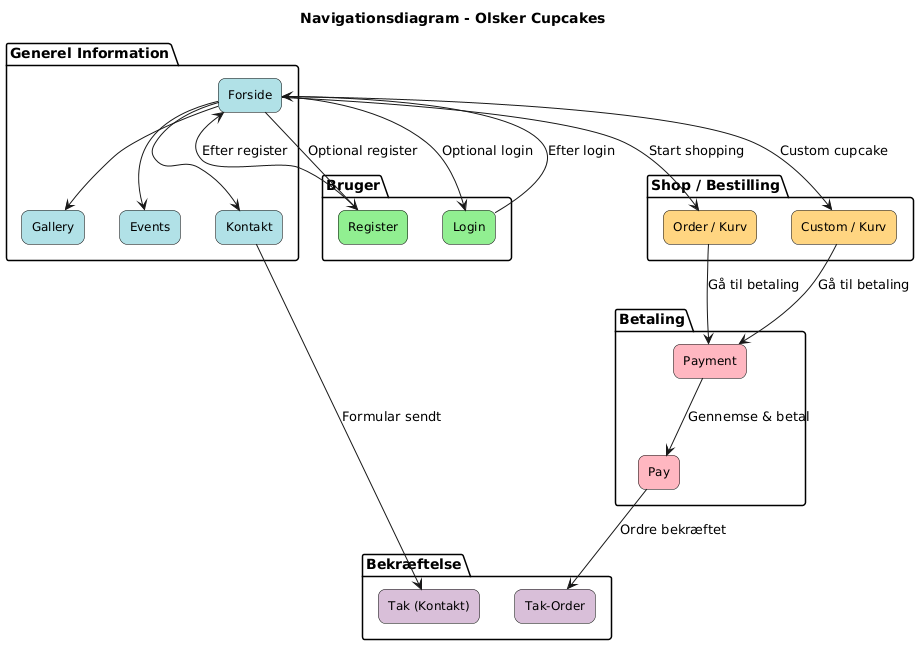 Navigationsdiagram - Olsker Cupcakes
Generel Information
Forside
Efter register
Optional register
Optional login
Efter login
Start shopping
Custom cupcake
Bruger
Shop / Bestilling
Gallery
Events
Kontakt
Register
Login
Order / Kurv
Custom / Kurv
Gå til betaling
Gå til betaling
Betaling
Payment
Formular sendt
Gennemse & betal
Pay
Ordre bekræftet
Bekræftelse
Tak (Kontakt)
Tak-Order